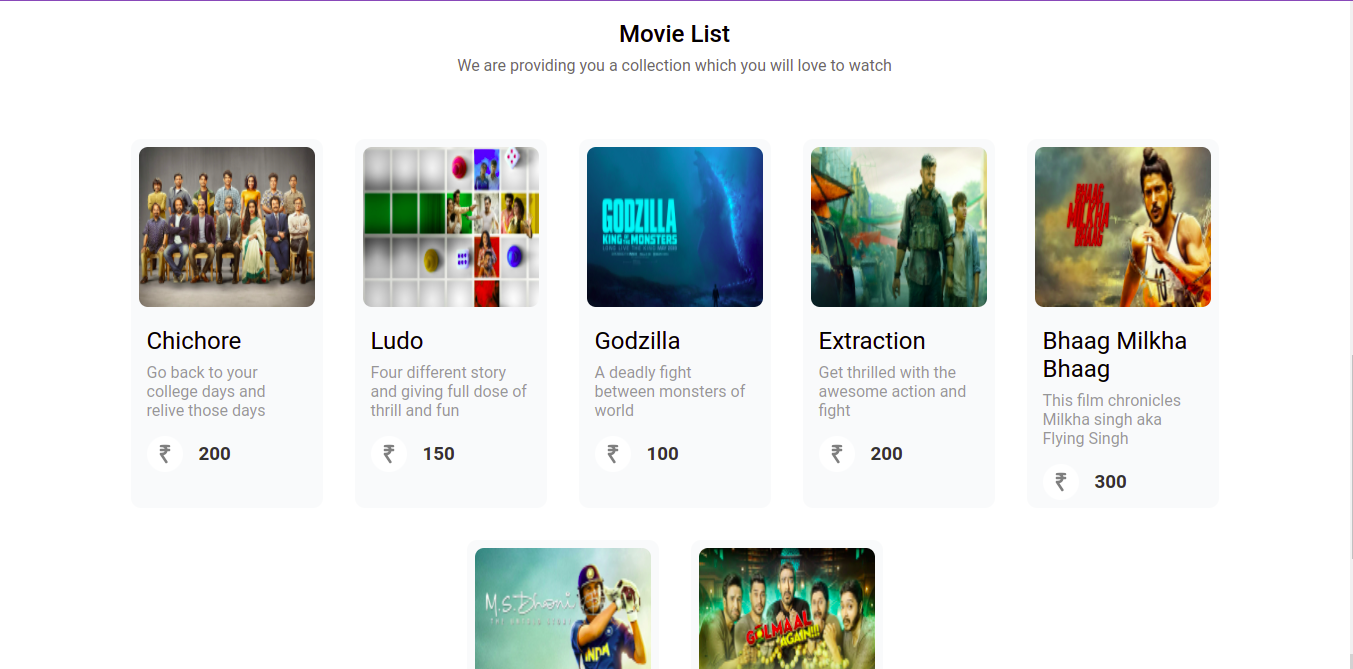 Movie List
We are providing you a collection which you will love to watch
GODZILLA
KING OF THE MONSTERS
BHAAG
MILKHA
BHAAG
Chichore
Go back to your
college days and
relive those days
₹ 200
Ludo
Four different story
and giving full dose of
thrill and fun
₹ 150
Godzilla
A deadly fight
between monsters of
world
₹ 100
Extraction
Get thrilled with the
awesome action and
fight
₹ 200
Bhaag Milkha
Bhaag
This film chronicles
Milkha singh aka
Flying Singh
₹ 300
M.S.Dhoni
INDIA
GOLMAAL
AGAIN!!!